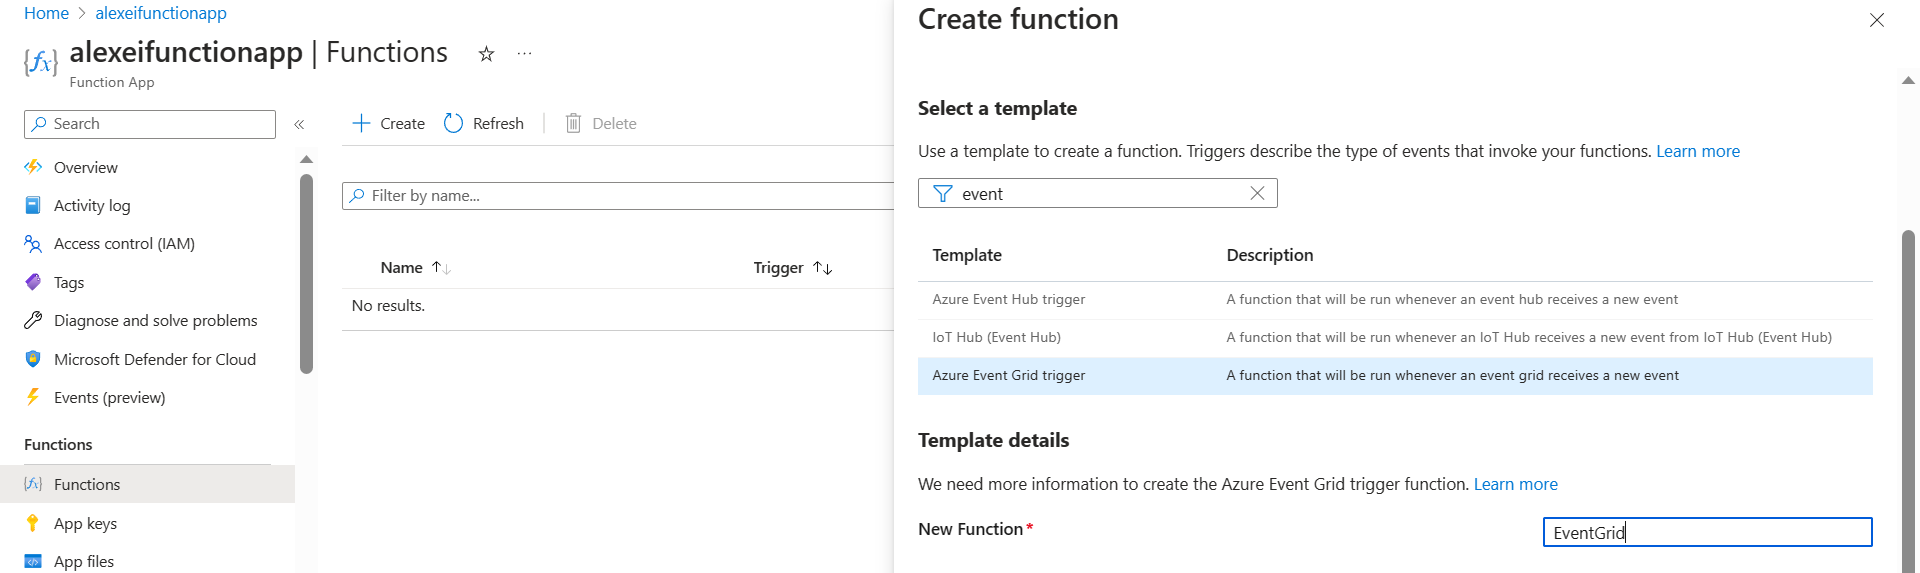 Home > alexeifunctionapp
alexeifunctionapp | Functions
Function App
Search
Overview
Activity log
Access control (IAM)
Tags
Diagnose and solve problems
Microsoft Defender for Cloud
Events (preview)
Functions
Functions
App keys
App files
Create Refresh Delete
Filter by name...
Name Trigger
No results.
Create function
Select a template
Use a template to create a function. Triggers describe the type of events that invoke your functions. Learn more
event
Template Description
Azure Event Hub trigger A function that will be run whenever an event hub receives a new event
IoT Hub (Event Hub) A function that will be run whenever an IoT Hub receives a new event from IoT Hub (Event Hub)
Azure Event Grid trigger A function that will be run whenever an event grid receives a new event
Template details
We need more information to create the Azure Event Grid trigger function. Learn more
New Function* EventGrid